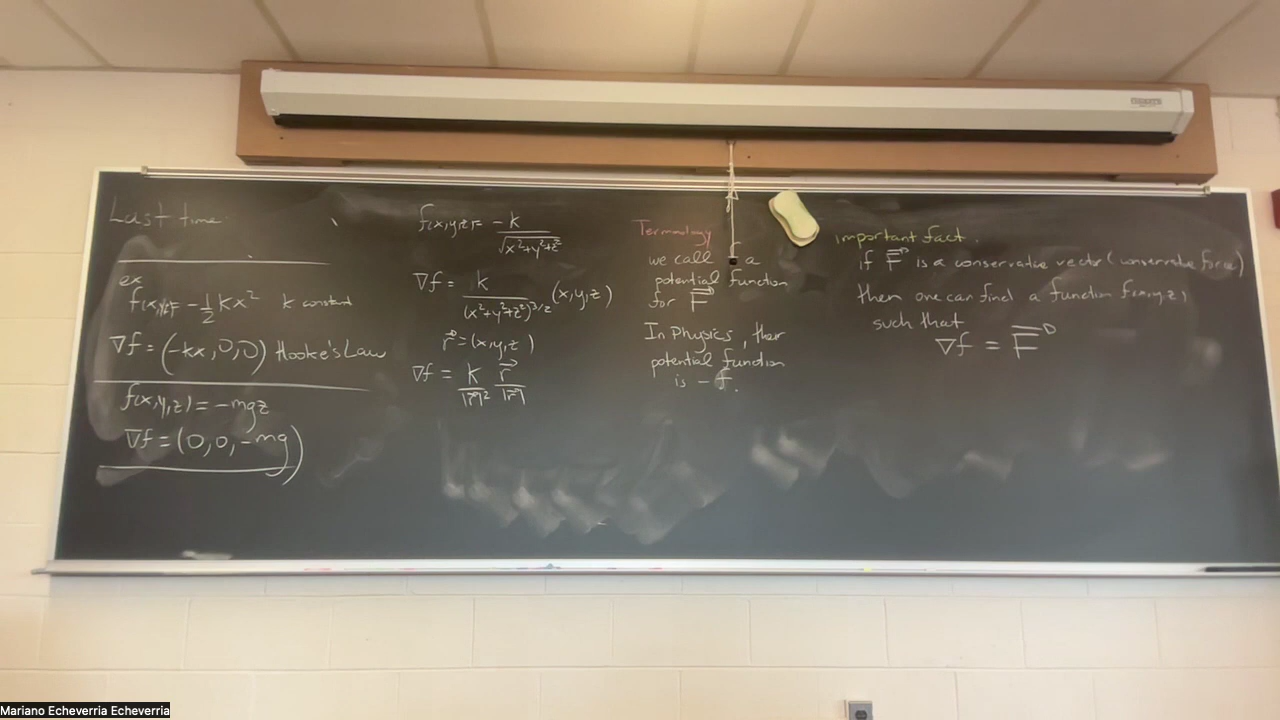 Last time.
ex
f(x,y,z)= -1/2 kx² k constant
∇f = (-kx,0,0) Hooke's Law
f(x,y,z) = -mgz
∇f = (0,0,-mg)
f(x,y,z)= -k/√(x²+y²+z²)
∇f = k/(x²+y²+z²)^(3/2) (x,y,z)
r⃗ = (x,y,z)
∇f = k/|r⃗|² r⃗/|r⃗|
Terminology
we call f a
potential function
for F⃗
In Physics, their
potential function
is -f.
important fact.
if F⃗ is a conservative vector (conservative force)
then one can find a function f(x,y,z)
such that
∇f = F⃗
Mariano Echeverria Echeverria